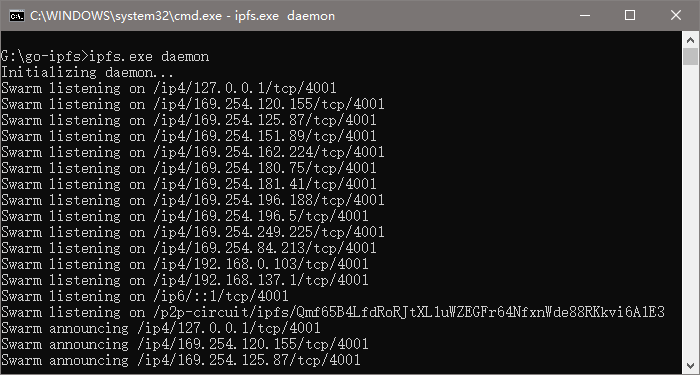 C:\WINDOWS\system32\cmd.exe - ipfs.exe daemon
G:\go-ipfs>ipfs.exe daemon
Initializing daemon...
Swarm listening on /ip4/127.0.0.1/tcp/4001
Swarm listening on /ip4/169.254.120.155/tcp/4001
Swarm listening on /ip4/169.254.125.87/tcp/4001
Swarm listening on /ip4/169.254.151.89/tcp/4001
Swarm listening on /ip4/169.254.162.224/tcp/4001
Swarm listening on /ip4/169.254.180.75/tcp/4001
Swarm listening on /ip4/169.254.181.41/tcp/4001
Swarm listening on /ip4/169.254.196.188/tcp/4001
Swarm listening on /ip4/169.254.196.5/tcp/4001
Swarm listening on /ip4/169.254.249.225/tcp/4001
Swarm listening on /ip4/169.254.84.213/tcp/4001
Swarm listening on /ip4/192.168.0.103/tcp/4001
Swarm listening on /ip4/192.168.137.1/tcp/4001
Swarm listening on /ip6/::1/tcp/4001
Swarm listening on /p2p-circuit/ipfs/Qmf65B4LfdRoRJtXL1uWZEGFr64NfxnWde88RKkvi6A1E3
Swarm announcing /ip4/127.0.0.1/tcp/4001
Swarm announcing /ip4/169.254.120.155/tcp/4001
Swarm announcing /ip4/169.254.125.87/tcp/4001